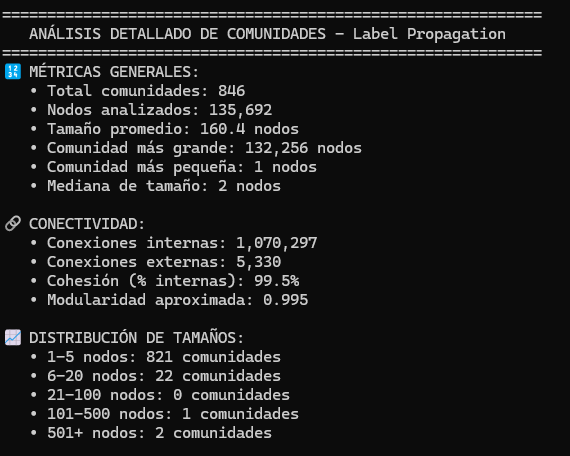 ============================================================
ANÁLISIS DETALLADO DE COMUNIDADES - Label Propagation
============================================================
🔢 MÉTRICAS GENERALES:
• Total comunidades: 846
• Nodos analizados: 135,692
• Tamaño promedio: 160.4 nodos
• Comunidad más grande: 132,256 nodos
• Comunidad más pequeña: 1 nodos
• Mediana de tamaño: 2 nodos
🔗 CONECTIVIDAD:
• Conexiones internas: 1,070,297
• Conexiones externas: 5,330
• Cohesión (% internas): 99.5%
• Modularidad aproximada: 0.995
📈 DISTRIBUCIÓN DE TAMAÑOS:
• 1-5 nodos: 821 comunidades
• 6-20 nodos: 22 comunidades
• 21-100 nodos: 0 comunidades
• 101-500 nodos: 1 comunidades
• 501+ nodos: 2 comunidades